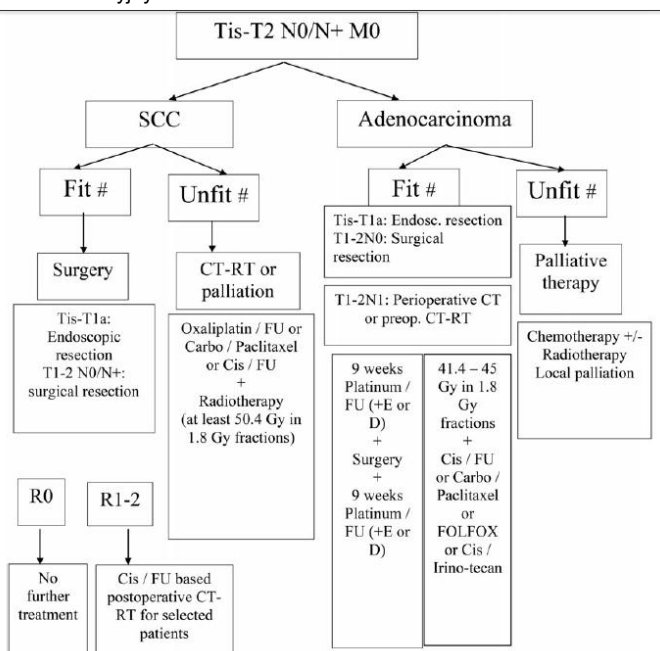 Tis-T2 N0/N+ M0
SCC
Adenocarcinoma
Fit #
Unfit #
Fit #
Unfit #
Surgery
Tis-T1a:
Endoscopic
resection
T1-2 N0/N+:
surgical resection
CT-RT or
palliation
Oxaliplatin / FU or
Carbo / Paclitaxel
or Cis / FU
+
Radiotherapy
(at least 50.4 Gy in
1.8 Gy fractions)
Tis-T1a: Endosc. resection
T1-2N0: Surgical
resection
T1-2N1: Perioperative CT
or preop. CT-RT
9 weeks
Platinum /
FU (+E or
D)
+
Surgery
+
9 weeks
Platinum /
FU (+E or
D)
41.4 – 45
Gy in 1.8
Gy
fractions
+
Cis / FU
or Carbo /
Paclitaxel
or
FOLFOX
or Cis /
Irino-tecan
Palliative
therapy
Chemotherapy +/-
Radiotherapy
Local palliation
R0
R1-2
No
further
treatment
Cis / FU based
postoperative CT-
RT for selected
patients